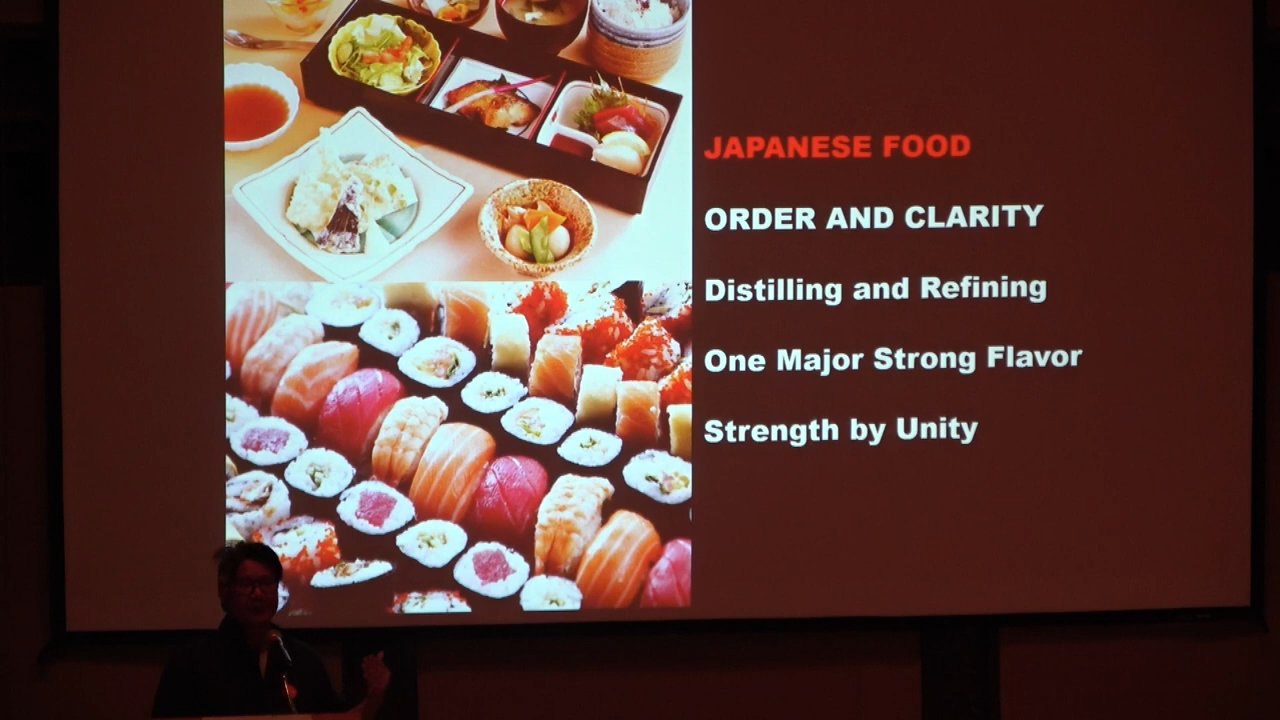 JAPANESE FOOD
ORDER AND CLARITY
Distilling and Refining
One Major Strong Flavor
Strength by Unity